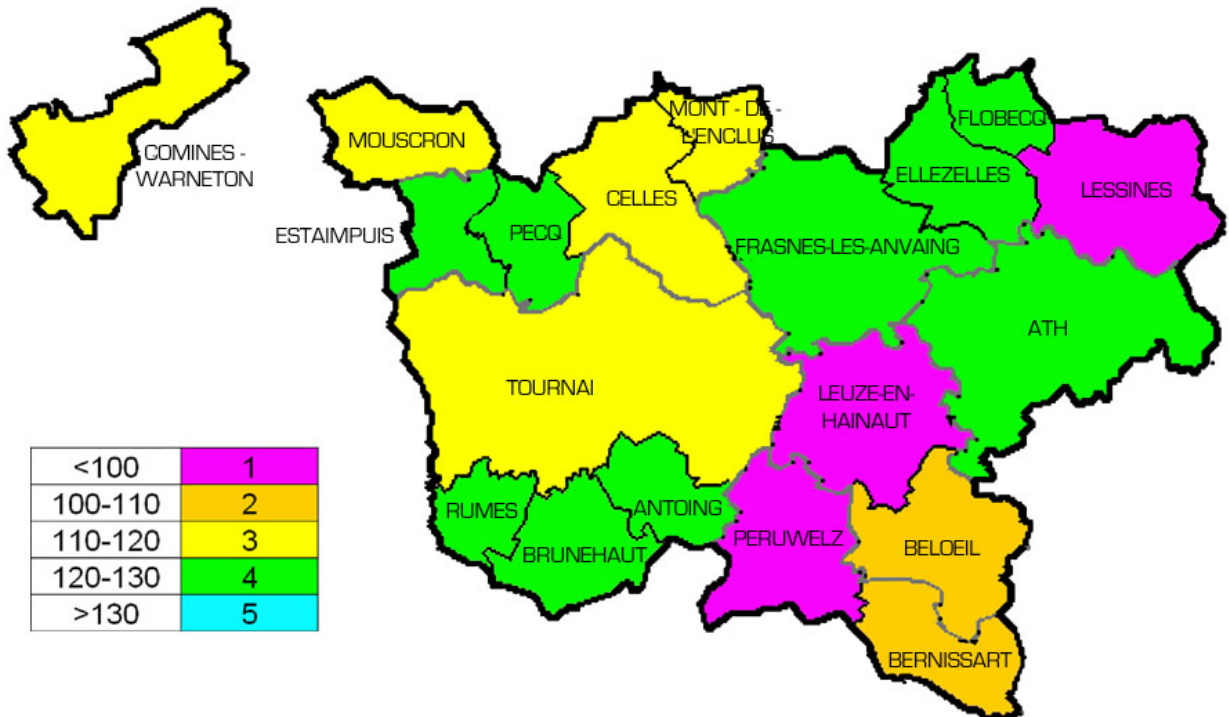 COMINES -
WARNETON
MOUSCRON
MONT - DE -
L'ENCLUS
CELLES
FLOBECQ
ELLEZELLES
LESSINES
ESTAIMPUIS
PECQ
FRASNES-LES-ANVAING
ATH
TOURNAI
LEUZE-EN-
HAINAUT
RUMES
ANTOING
BRUNEHAUT
PERUWELZ
BELOEIL
BERNISSART
<100 1
100-110 2
110-120 3
120-130 4
>130 5